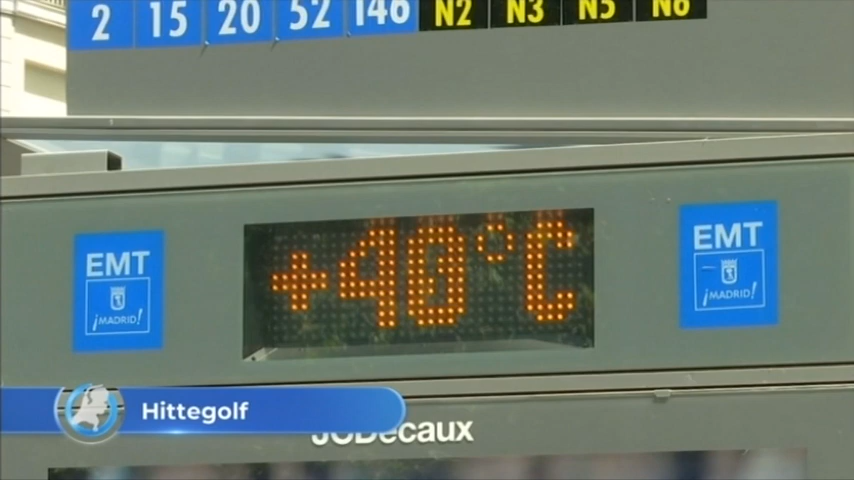 2 15 20 52 146 N2 N3 N5 N6
EMT
¡MADRID!
+40°C
EMT
¡MADRID!
Hittegolf
JCDecaux